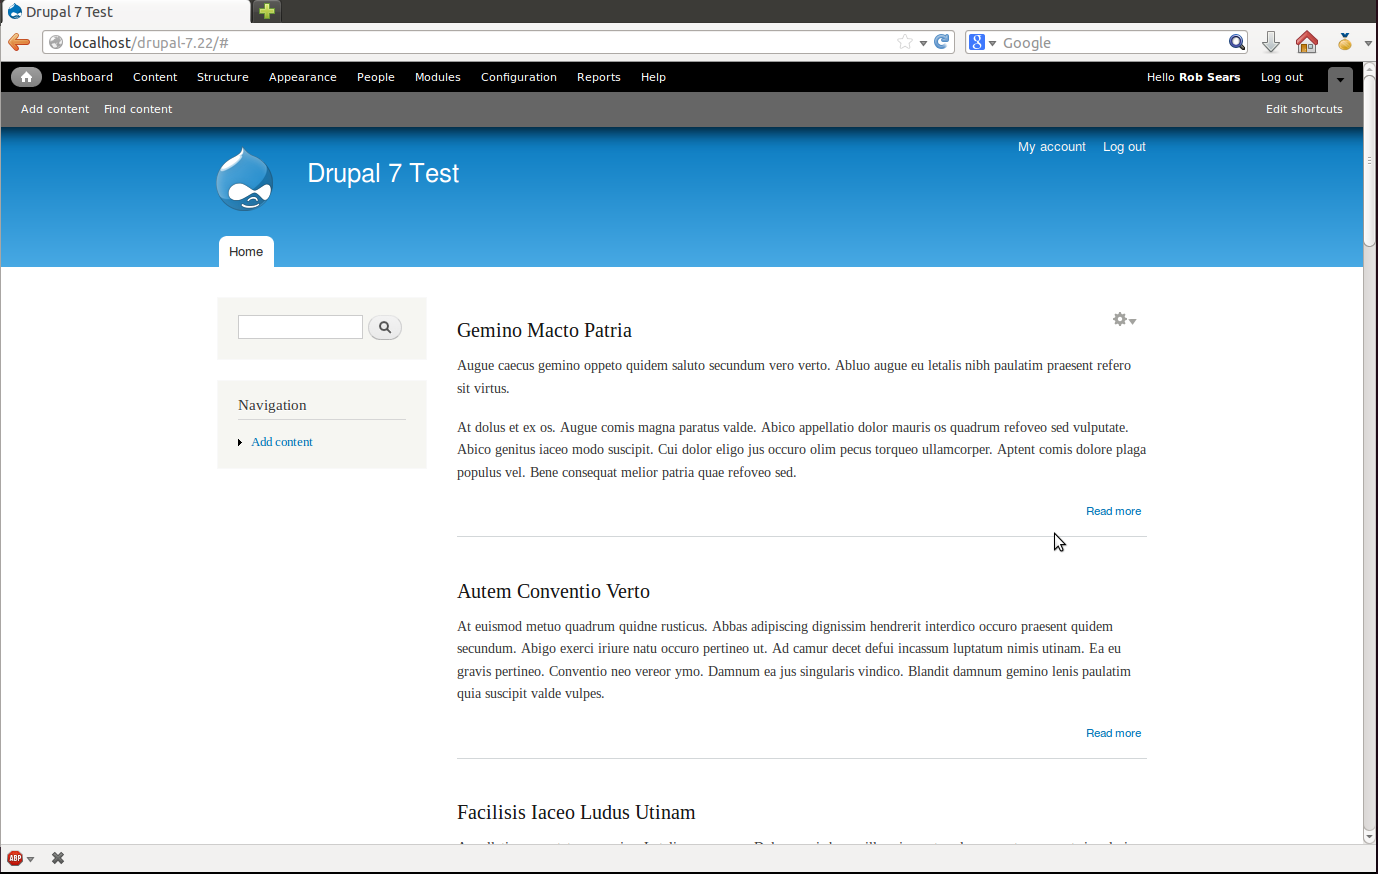 Drupal 7 Test
localhost/drupal-7.22/#
Google
Dashboard Content Structure Appearance People Modules Configuration Reports Help Hello Rob Sears Log out
Add content Find content Edit shortcuts
My account Log out
Drupal 7 Test
Home
Navigation
Add content
Gemino Macto Patria
Augue caecus gemino oppeto quidem saluto secundum vero verto. Abluo augue eu letalis nibh paulatim praesent refero
sit virtus.
At dolus et ex os. Augue comis magna paratus valde. Abico appellatio dolor mauris os quadrum refoveo sed vulputate.
Abico genitus iaceo modo suscipit. Cui dolor eligo jus occuro olim pecus torqueo ullamcorper. Aptent comis dolore plaga
populus vel. Bene consequat melior patria quae refoveo sed.
Read more
Autem Conventio Verto
At euismod metuo quadrum quidne rusticus. Abbas adipiscing dignissim hendrerit interdico occuro praesent quidem
secundum. Abigo exerci iriure natu occuro pertineo ut. Ad camur decet defui incassum luptatum nimis utinam. Ea eu
gravis pertineo. Conventio neo vereor ymo. Damnum ea jus singularis vindico. Blandit damnum gemino lenis paulatim
quia suscipit valde vulpes.
Read more
Facilisis Iaceo Ludus Utinam
ABP